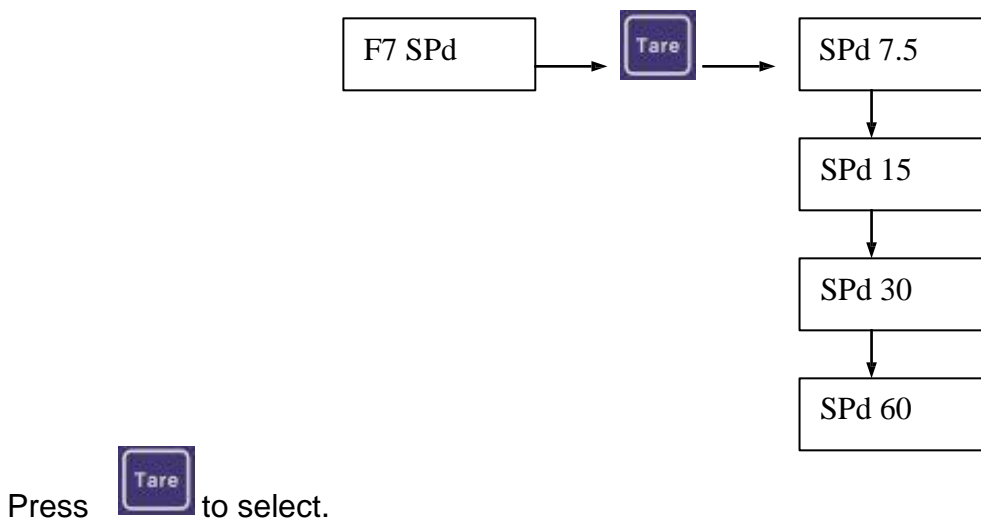 F7 SPd Tare SPd 7.5
SPd 15
SPd 30
SPd 60
Press Tare to select.